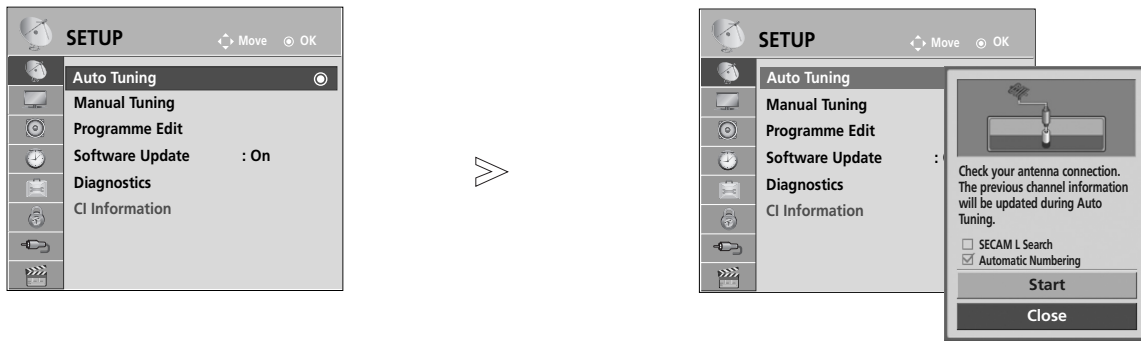 SETUP
Move OK
Auto Tuning
Manual Tuning
Programme Edit
Software Update : On
Diagnostics
CI Information
SETUP
Move OK
Auto Tuning
Manual Tuning
Programme Edit
Software Update :
Diagnostics
CI Information
Check your antenna connection.
The previous channel information
will be updated during Auto
Tuning.
SECAM L Search
Automatic Numbering
Start
Close